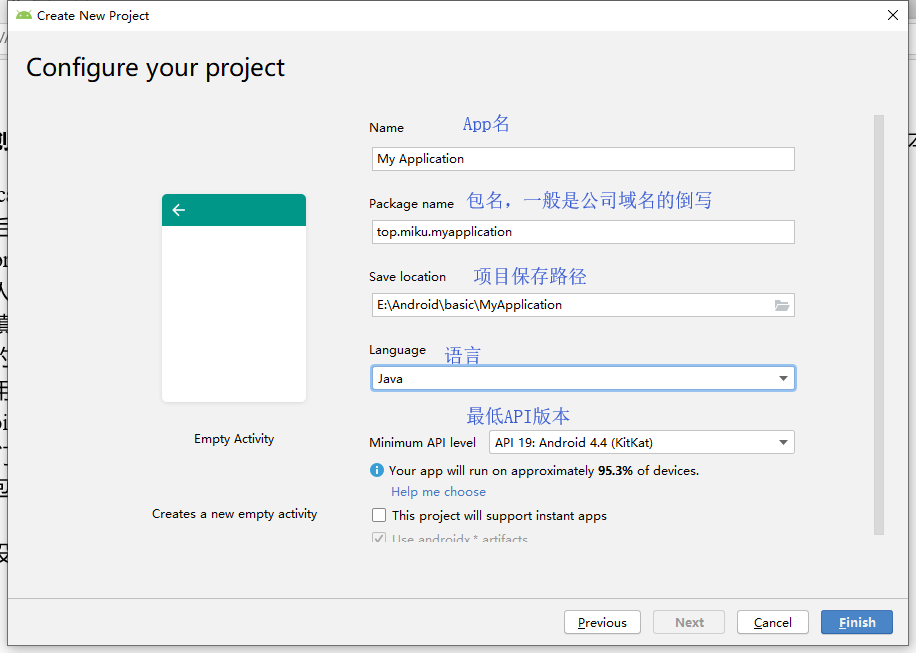 Create New Project
Configure your project
Name App名
My Application
Package name 包名，一般是公司域名的倒写
top.miku.myapplication
Save location 项目保存路径
E:\Android\basic\MyApplication
Language 语言
Java
最低API版本
Minimum API level API 19: Android 4.4 (KitKat)
Your app will run on approximately 95.3% of devices.
Help me choose
This project will support instant apps
Use androidx.* artifacts
Empty Activity
Creates a new empty activity
Previous Next Cancel Finish